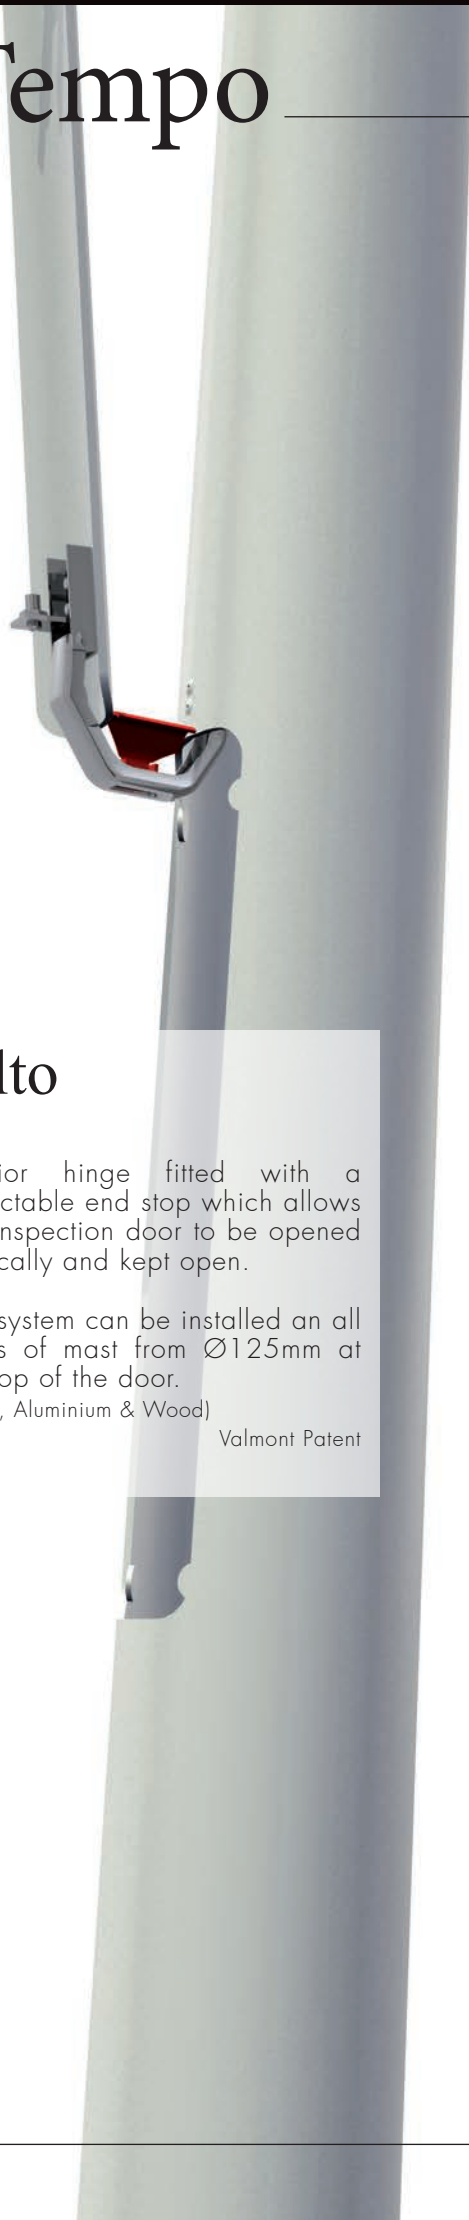 Tempo
lto
ior hinge fitted with a
ctable end stop which allows
nspection door to be opened
cally and kept open.
system can be installed an all
s of mast from Ø125mm at
op of the door.
, Aluminium & Wood)
Valmont Patent